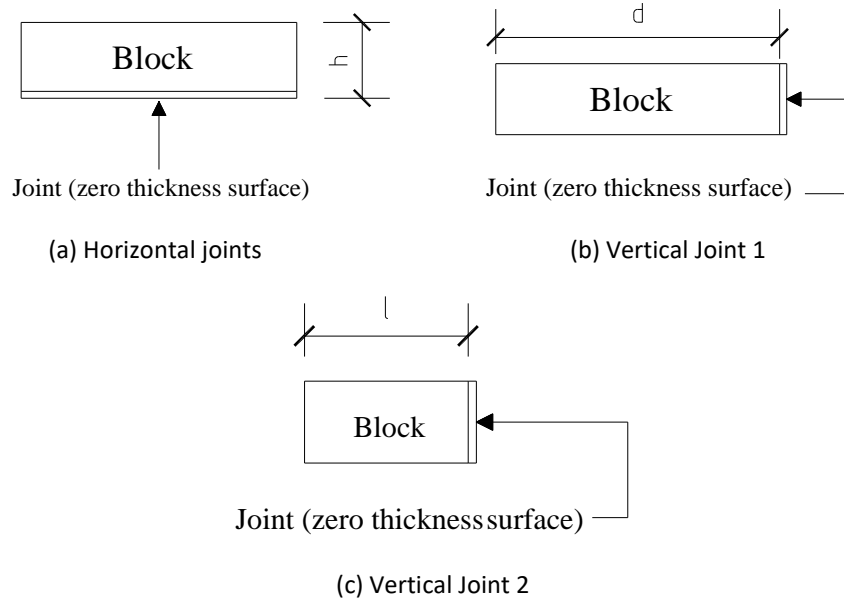 Block
h
Joint (zero thickness surface)
(a) Horizontal joints
d
Block
Joint (zero thickness surface)
(b) Vertical Joint 1
l
Block
Joint (zero thickness surface)
(c) Vertical Joint 2